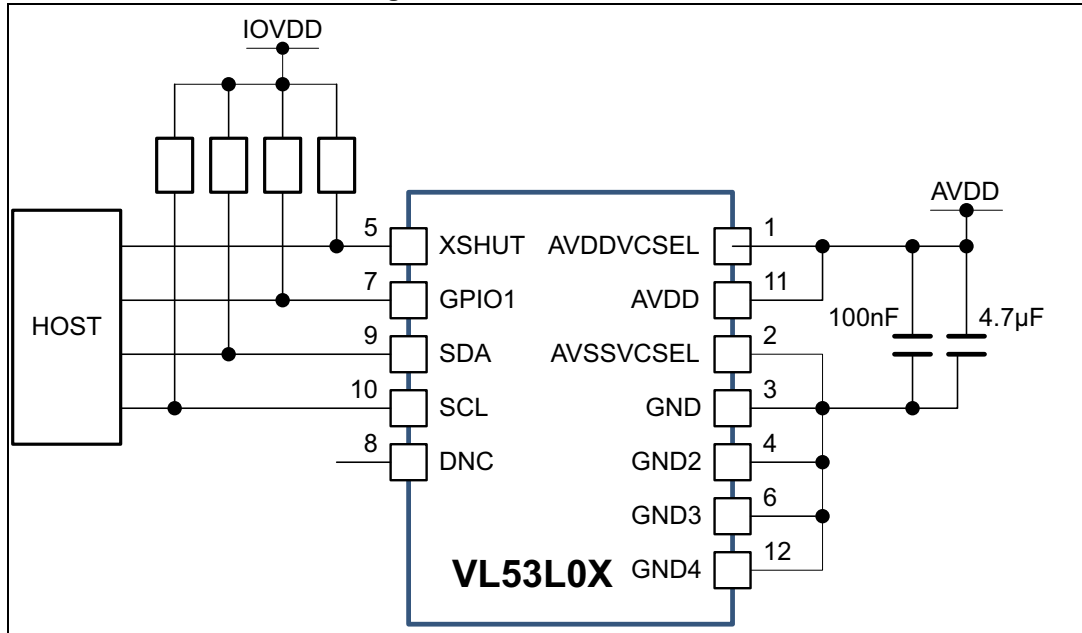 IOVDD
HOST
5
XSHUT
7
GPIO1
9
SDA
10
SCL
8
DNC
AVDDVCSEL
1
AVDD
11
AVSSVCSEL
2
GND
3
GND2
4
GND3
6
GND4
12
VL53L0X
AVDD
100nF
4.7µF